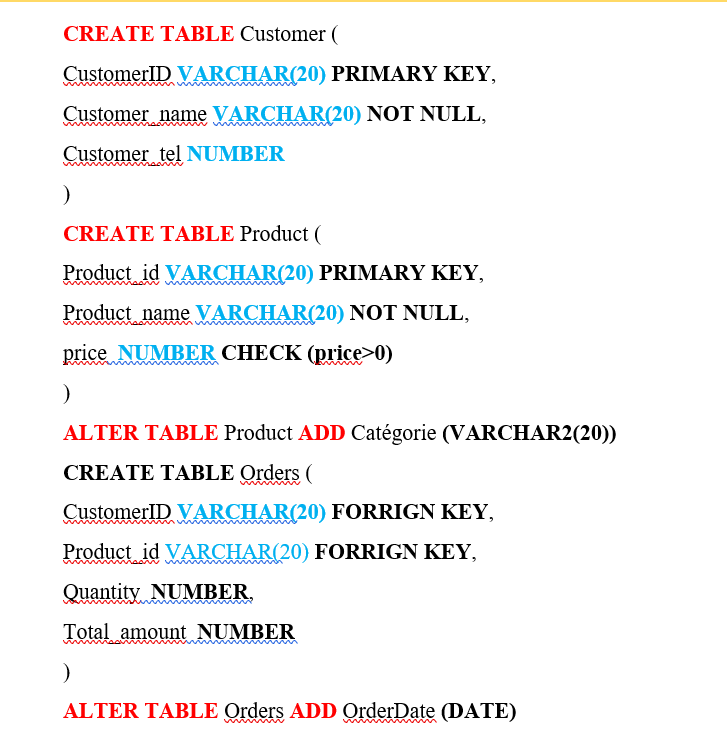 CREATE TABLE Customer (
CustomerID VARCHAR(20) PRIMARY KEY,
Customer_name VARCHAR(20) NOT NULL,
Customer_tel NUMBER
)
CREATE TABLE Product (
Product_id VARCHAR(20) PRIMARY KEY,
Product_name VARCHAR(20) NOT NULL,
price NUMBER CHECK (price>0)
)
ALTER TABLE Product ADD Catégorie (VARCHAR2(20))
CREATE TABLE Orders (
CustomerID VARCHAR(20) FORRIGN KEY,
Product_id VARCHAR(20) FORRIGN KEY,
Quantity NUMBER,
Total_amount NUMBER
)
ALTER TABLE Orders ADD OrderDate (DATE)